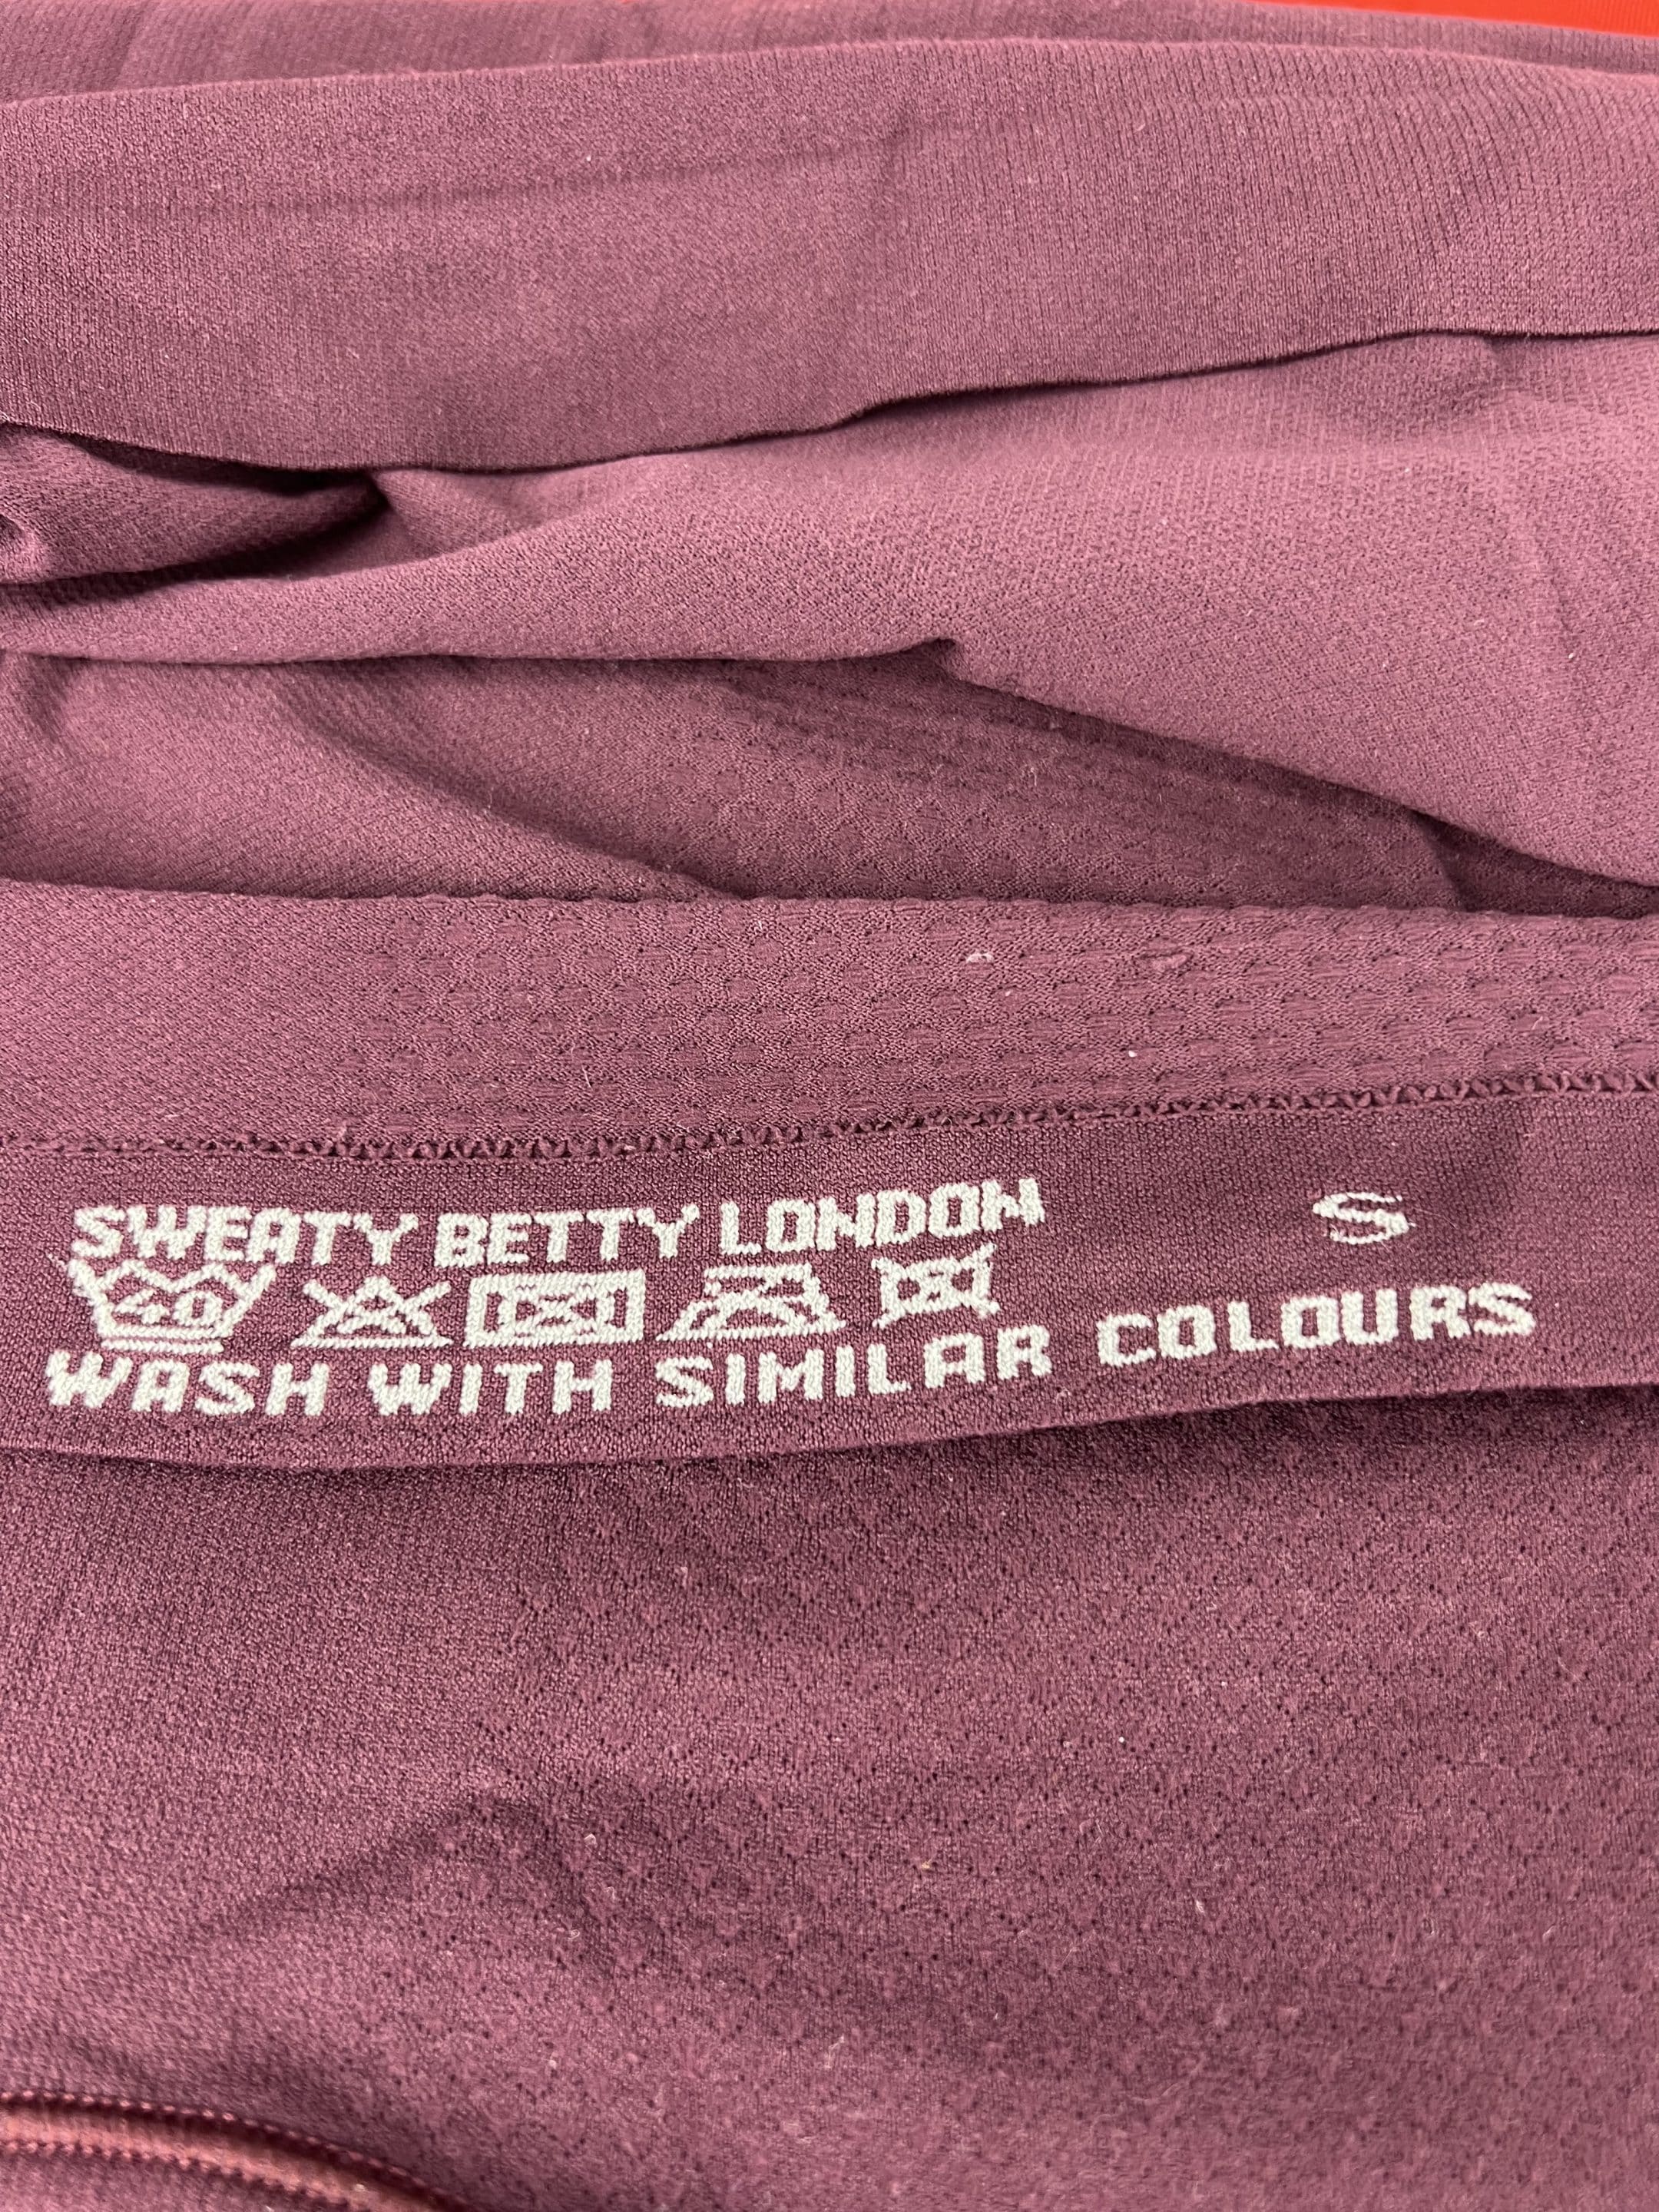 SWEATY BETTY LONDON
S
40
WASH WITH SIMILAR COLOURS